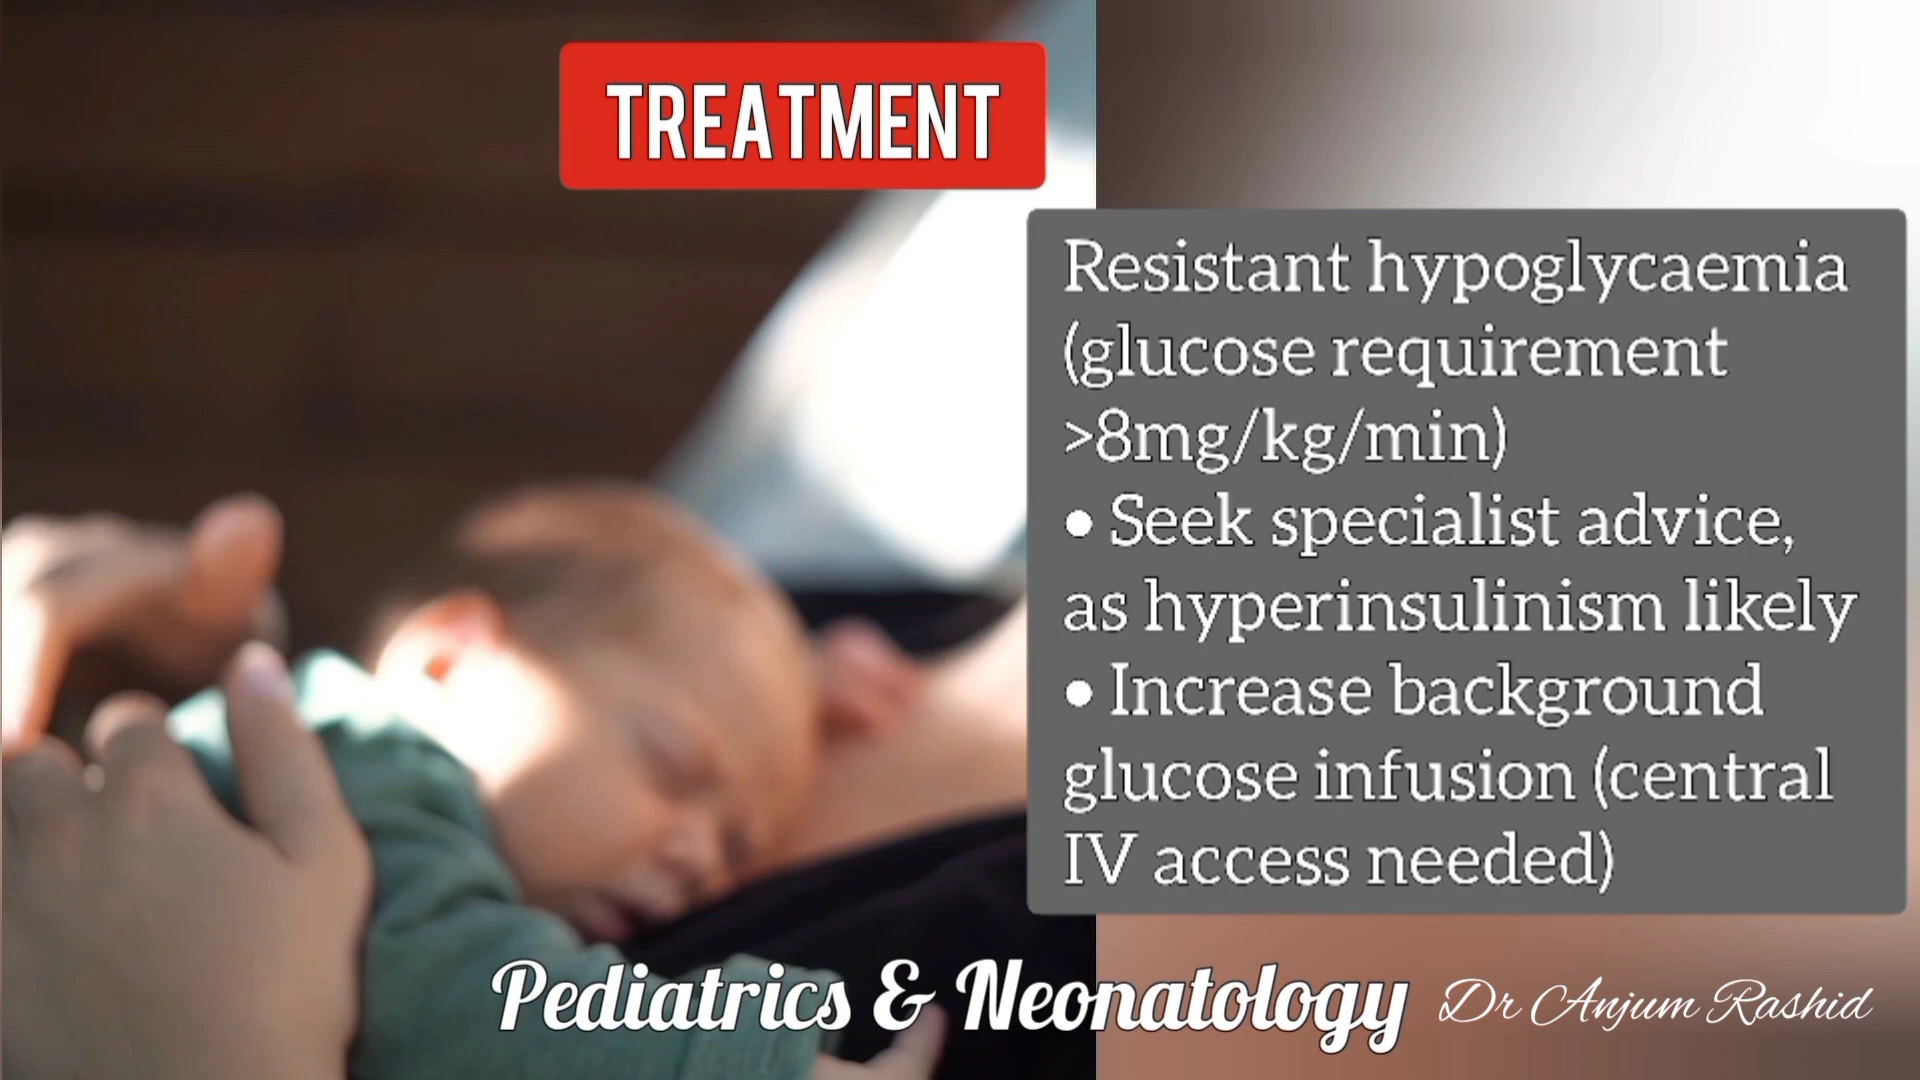 TREATMENT
Resistant hypoglycaemia
(glucose requirement
>8mg/kg/min)
• Seek specialist advice,
as hyperinsulinism likely
• Increase background
glucose infusion (central
IV access needed)
Pediatrics & Neonatology Dr Anjum Rashid